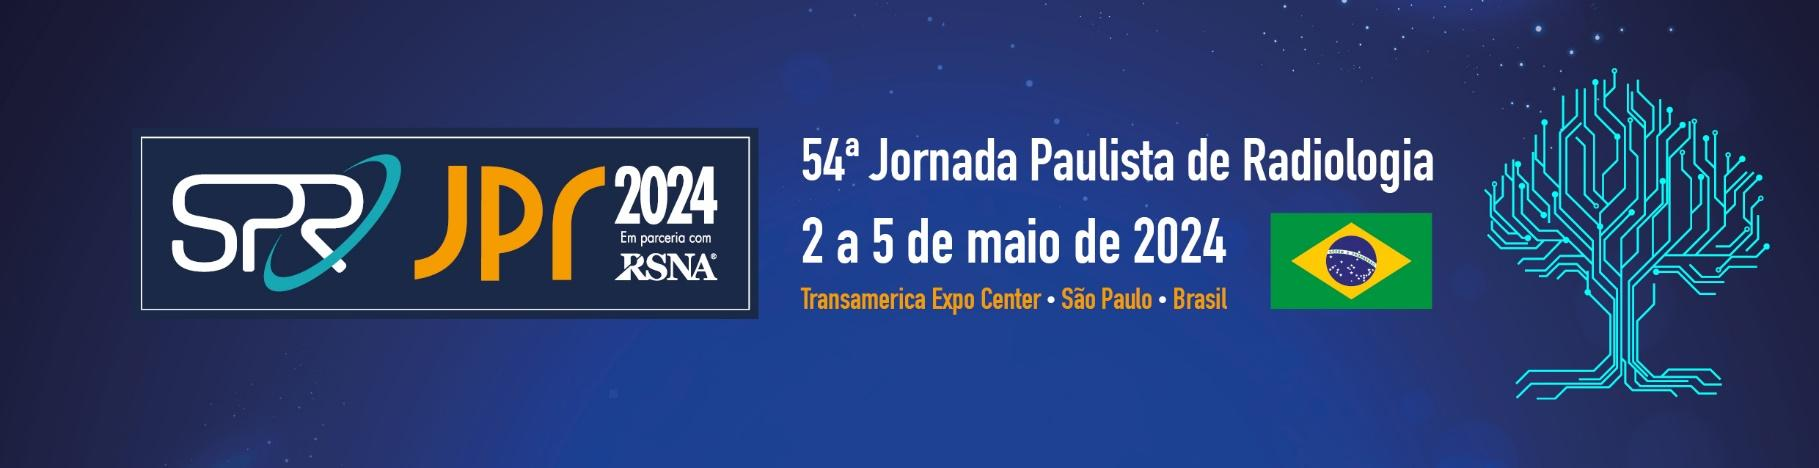 SPR JPR 2024
Em parceria com
RSNA®
54ª Jornada Paulista de Radiologia
2 a 5 de maio de 2024
Transamerica Expo Center • São Paulo • Brasil